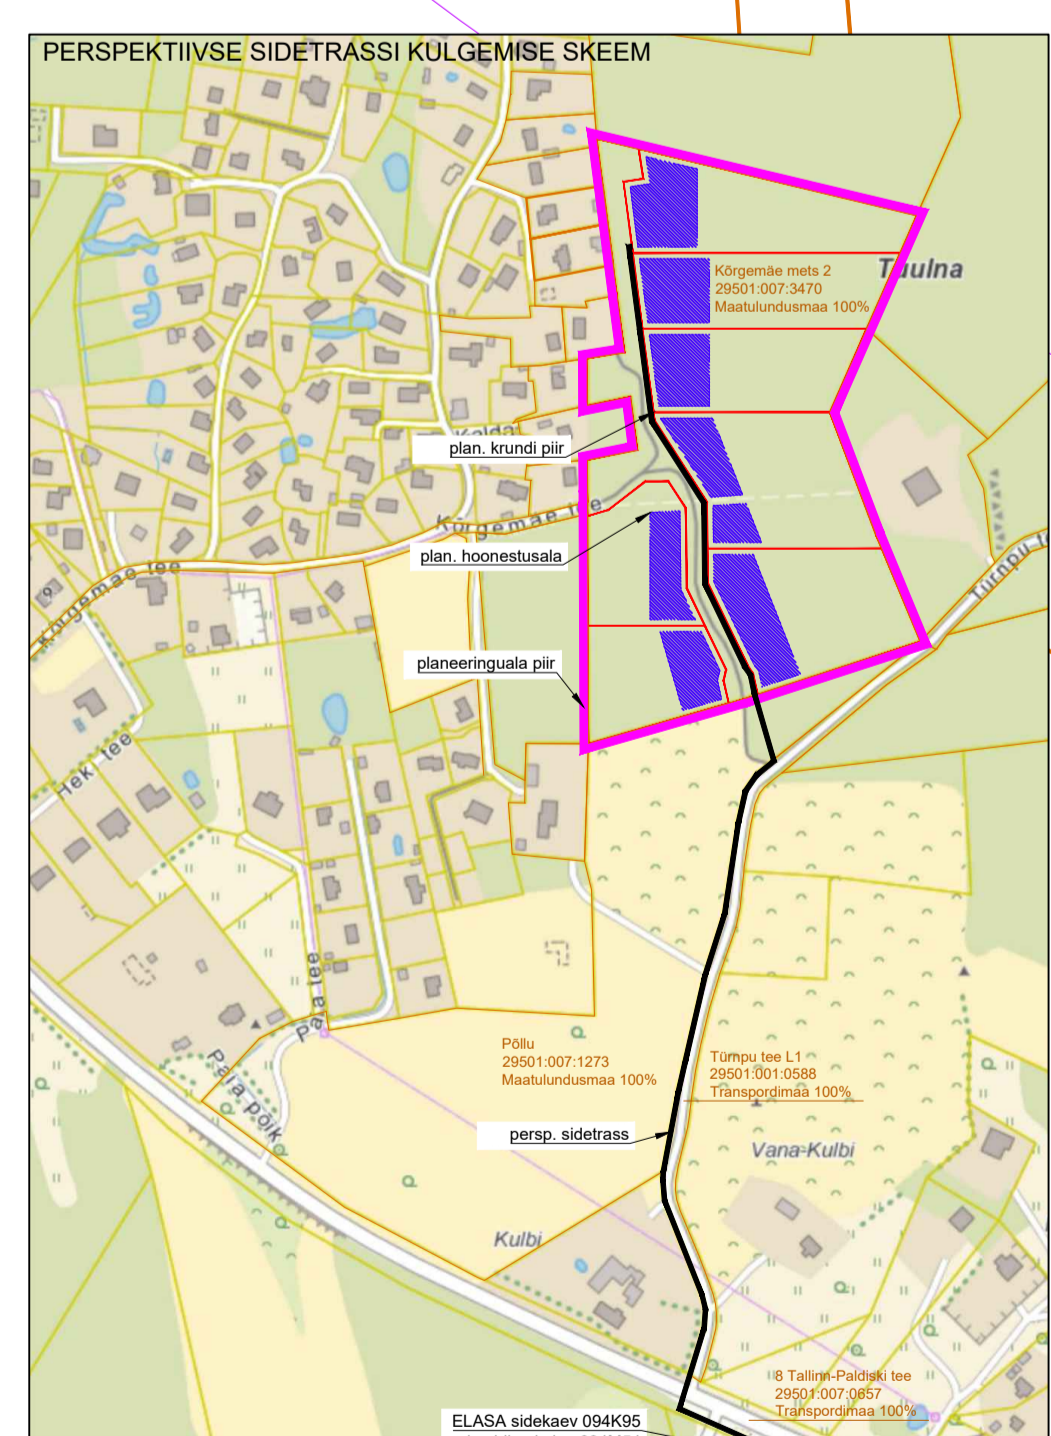 PERSPEKTIIVSE SIDETRASSI KULGEMISE SKEEM
Kõrgemäe mets 2
29501:007:3470
Maatulundusmaa 100%
Tuulna
plan. krundi piir
Kõrgemäe tee
plan. hoonestusala
Kõrgemäe tee
Türnpu
planeeringuala piir
Heki tee
Pala tee
Pala põik
Põllu
29501:007:1273
Maatulundusmaa 100%
Türnpu tee L1
29501:001:0588
Transpordimaa 100%
persp. sidetrass
Vana-Kulbi
Kulbi
8 Tallinn-Paldiski tee
29501:007:0657
Transpordimaa 100%
ELASA sidekaev 094K95